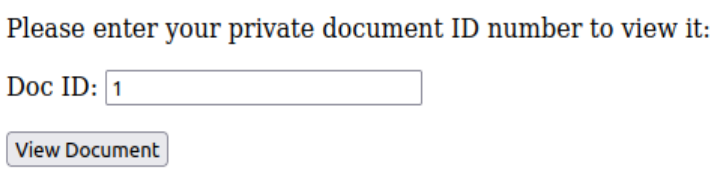 Please enter your private document ID number to view it:
Doc ID: 1
View Document